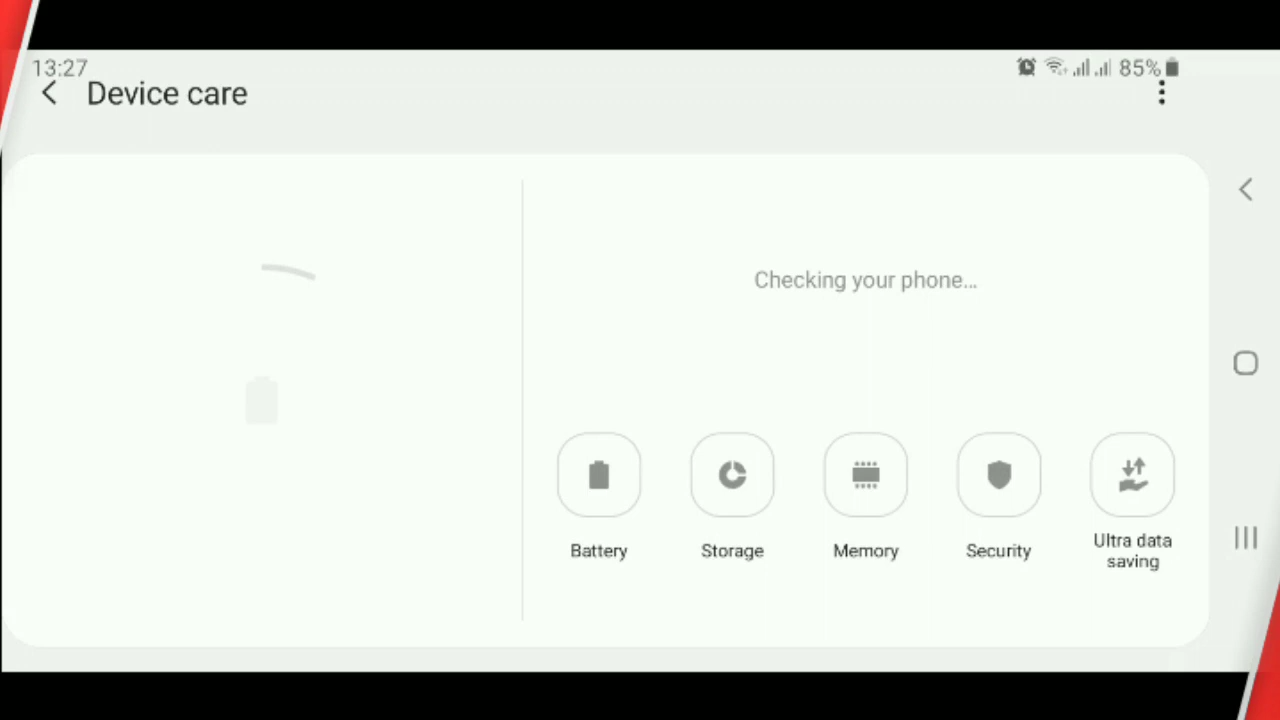 13:27
85%
Device care
Checking your phone...
Battery
Storage
Memory
Security
Ultra data
saving